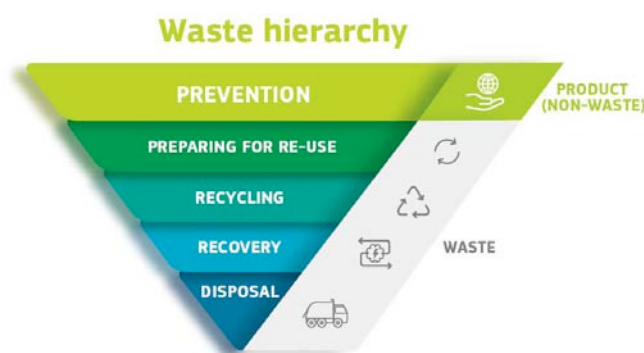 Waste hierarchy
PREVENTION
PRODUCT
(NON-WASTE)
PREPARING FOR RE-USE
RECYCLING
RECOVERY
WASTE
DISPOSAL